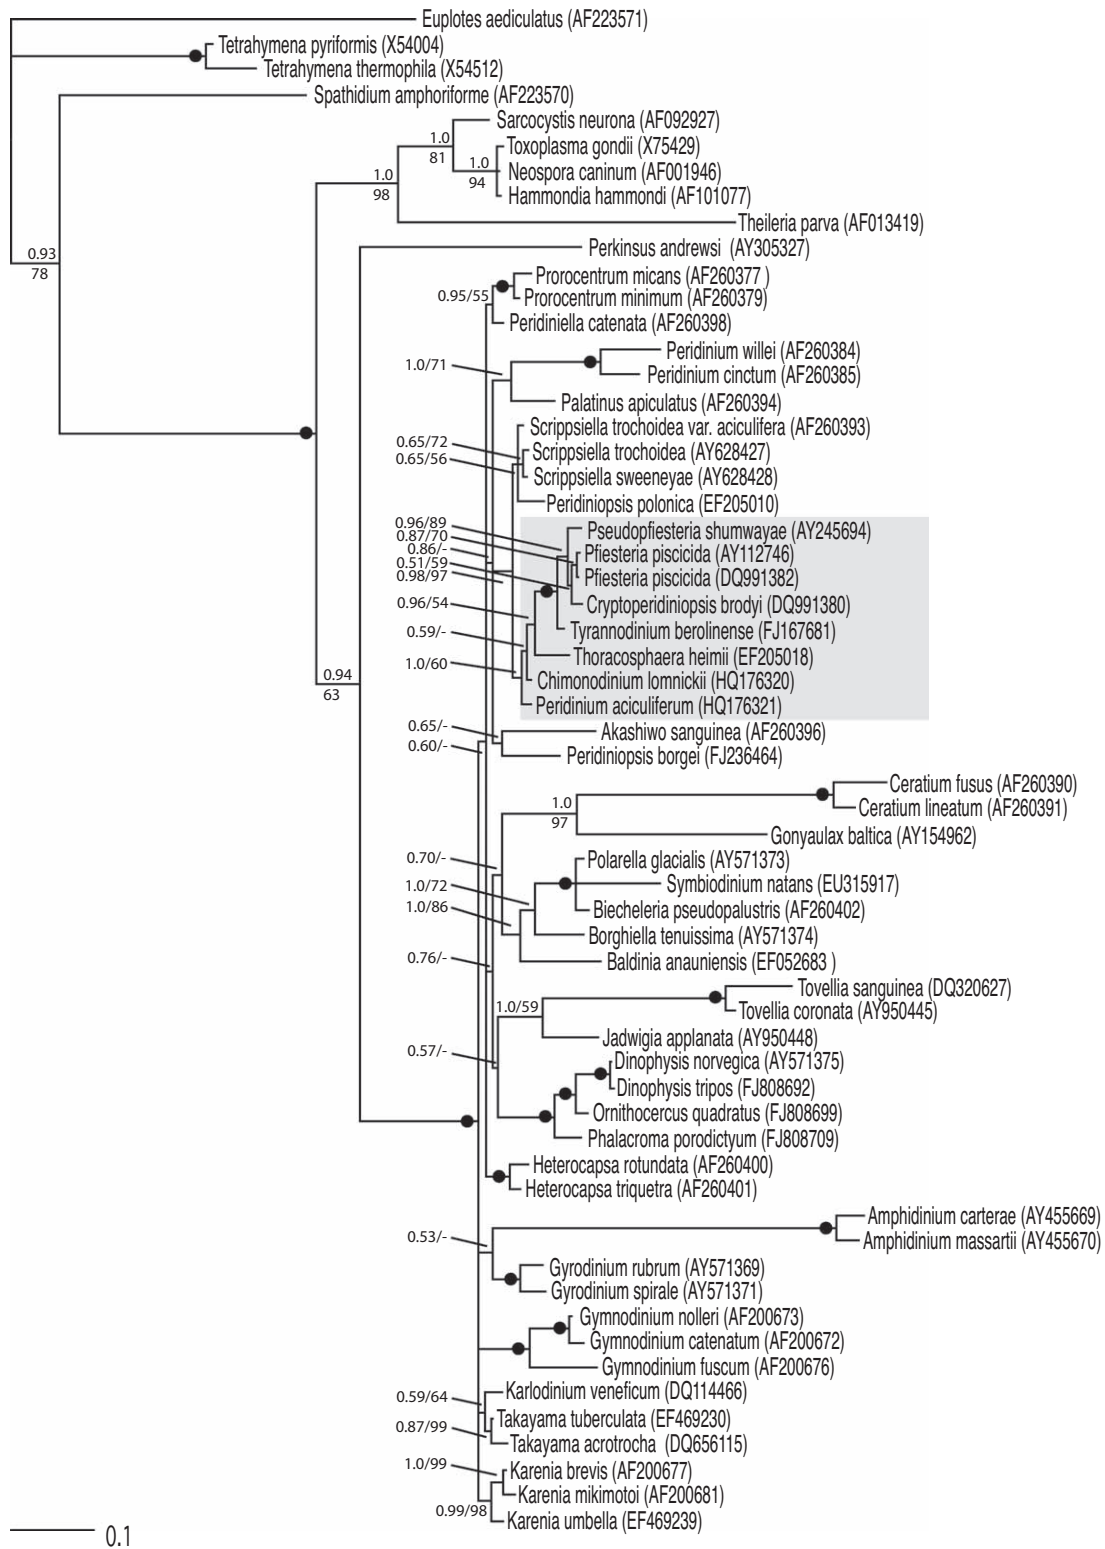 Euplotes aediculatus (AF223571)
Tetrahymena pyriformis (X54004)
Tetrahymena thermophila (X54512)
Spathidium amphoriforme (AF223570)
Sarcocystis neurona (AF092927)
1.0
81
Toxoplasma gondii (X75429)
1.0
94
Neospora caninum (AF001946)
1.0
98
Hammondia hammondi (AF101077)
Theileria parva (AF013419)
Perkinsus andrewsi (AY305327)
0.93
78
Prorocentrum micans (AF260377 )
0.95/55
Prorocentrum minimum (AF260379)
Peridiniella catenata (AF260398)
Peridinium willei (AF260384)
1.0/71
Peridinium cinctum (AF260385)
Palatinus apiculatus (AF260394)
Scrippsiella trochoidea var. aciculifera (AF260393)
0.65/72
Scrippsiella trochoidea (AY628427)
0.65/56
Scrippsiella sweeneyae (AY628428)
Peridiniopsis polonica (EF205010)
0.96/89
Pseudopfiesteria shumwayae (AY245694)
0.87/70
0.86/-
Pfiesteria piscicida (AY112746)
0.51/59
0.98/97
Pfiesteria piscicida (DQ991382)
0.96/54
Cryptoperidiniopsis brodyi (DQ991380)
0.59/-
Tyrannodinium berolinense (FJ167681)
1.0/60
Thoracosphaera heimii (EF205018)
0.94
63
Chimonodinium lomnickii (HQ176320)
Peridinium aciculiferum (HQ176321)
0.65/-
Akashiwo sanguinea (AF260396)
0.60/-
Peridiniopsis borgei (FJ236464)
Ceratium fusus (AF260390)
1.0
97
Ceratium lineatum (AF260391)
Gonyaulax baltica (AY154962)
0.70/-
Polarella glacialis (AY571373)
1.0/72
Symbiodinium natans (EU315917)
1.0/86
Biecheleria pseudopalustris (AF260402)
Borghiella tenuissima (AY571374)
0.76/-
Baldinia anauniensis (EF052683 )
Tovellia sanguinea (DQ320627)
1.0/59
Tovellia coronata (AY950445)
Jadwigia applanata (AY950448)
0.57/-
Dinophysis norvegica (AY571375)
Dinophysis tripos (FJ808692)
Ornithocercus quadratus (FJ808699)
Phalacroma porodictyum (FJ808709)
Heterocapsa rotundata (AF260400)
Heterocapsa triquetra (AF260401)
Amphidinium carterae (AY455669)
0.53/-
Amphidinium massartii (AY455670)
Gyrodinium rubrum (AY571369)
Gyrodinium spirale (AY571371)
Gymnodinium nolleri (AF200673)
Gymnodinium catenatum (AF200672)
Gymnodinium fuscum (AF200676)
0.59/64
Karlodinium veneficum (DQ114466)
0.87/99
Takayama tuberculata (EF469230)
Takayama acrotrocha (DQ656115)
1.0/99
Karenia brevis (AF200677)
Karenia mikimotoi (AF200681)
0.99/98
Karenia umbella (EF469239)
0.1